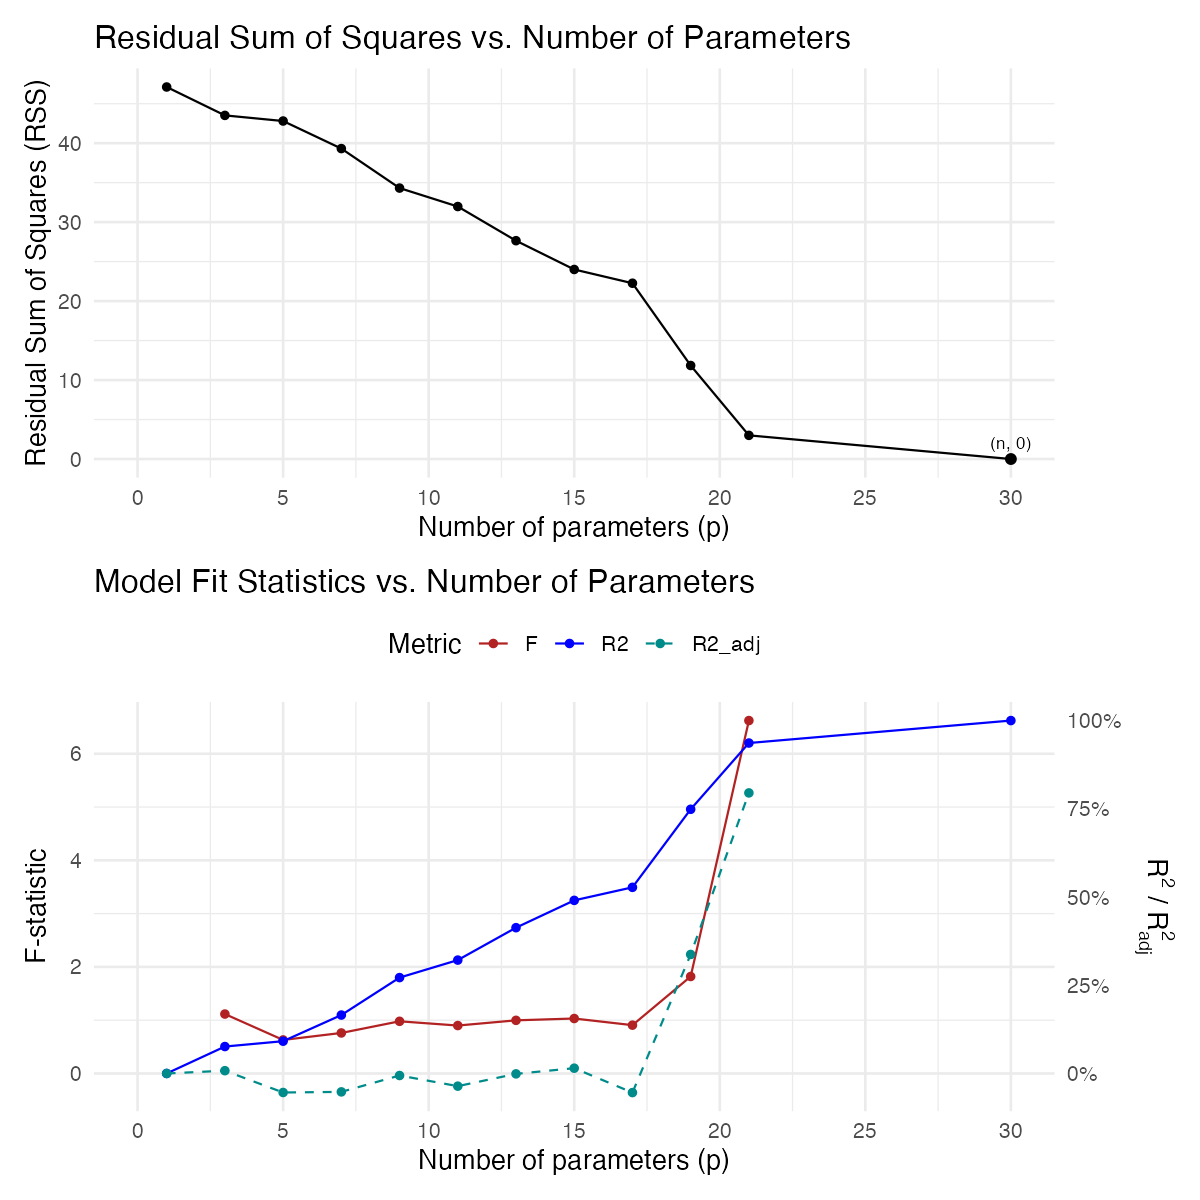 Residual Sum of Squares vs. Number of Parameters
Residual Sum of Squares (RSS)
40
30
20
10
0
(n, 0)
0 5 10 15 20 25 30
Number of parameters (p)
Model Fit Statistics vs. Number of Parameters
Metric F R2 R2_adj
F-statistic
6
4
2
0
100%
75%
50%
25%
0%
R² / R²adj
0 5 10 15 20 25 30
Number of parameters (p)